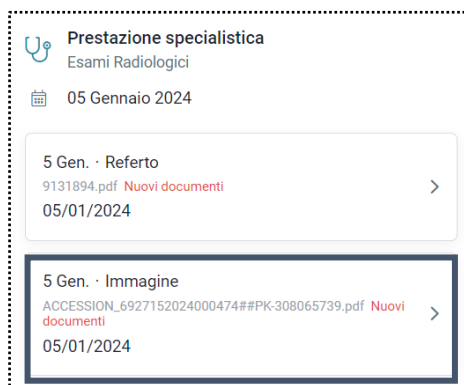 Prestazione specialistica
Esami Radiologici
05 Gennaio 2024
5 Gen. · Referto
9131894.pdf Nuovi documenti
05/01/2024
5 Gen. · Immagine
ACCESSION_6927152024000474##PK-308065739.pdf Nuovi
documenti
05/01/2024